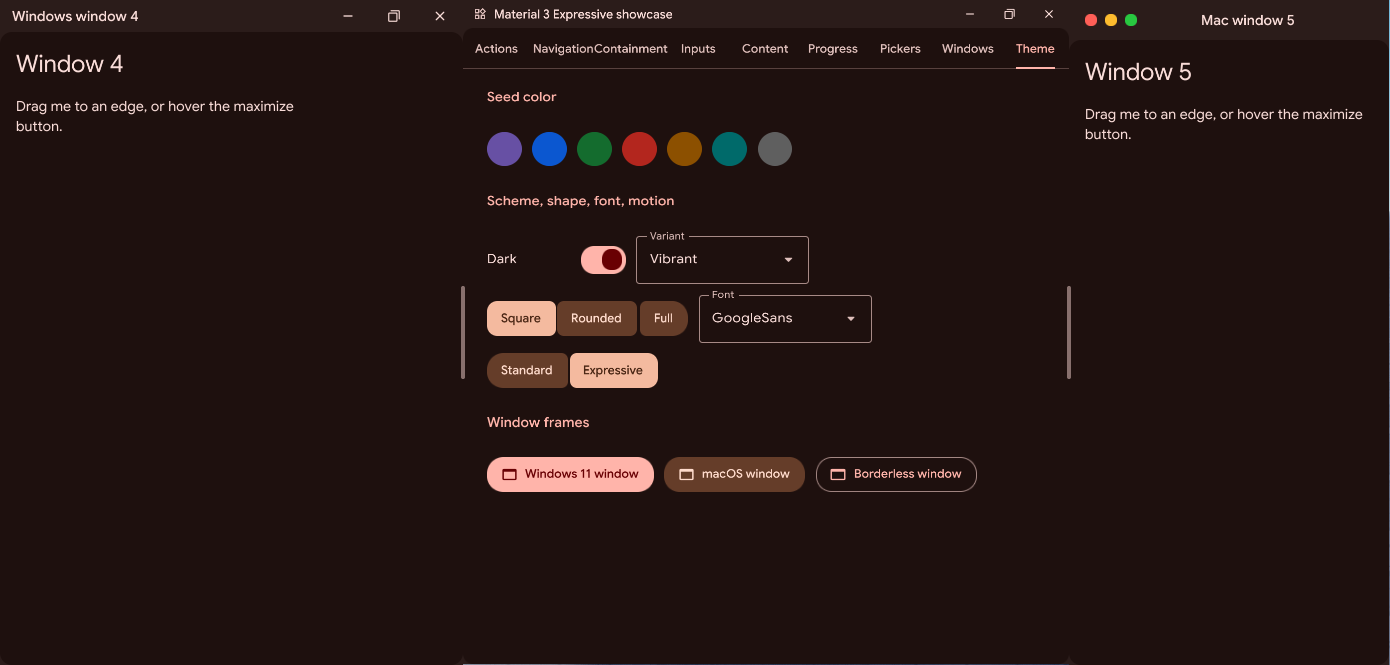 Windows window 4
Window 4
Drag me to an edge, or hover the maximize
button.
Material 3 Expressive showcase
Actions Navigation Containment Inputs Content Progress Pickers Windows Theme
Seed color
Scheme, shape, font, motion
Dark
Variant
Vibrant
Square Rounded Full
Font
GoogleSans
Standard Expressive
Window frames
Windows 11 window macOS window Borderless window
Mac window 5
Window 5
Drag me to an edge, or hover the maximize
button.